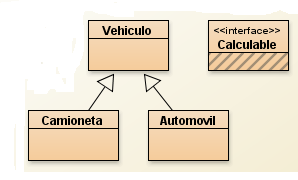 Vehiculo
<<interface>>
Calculable
Camioneta
Automovil